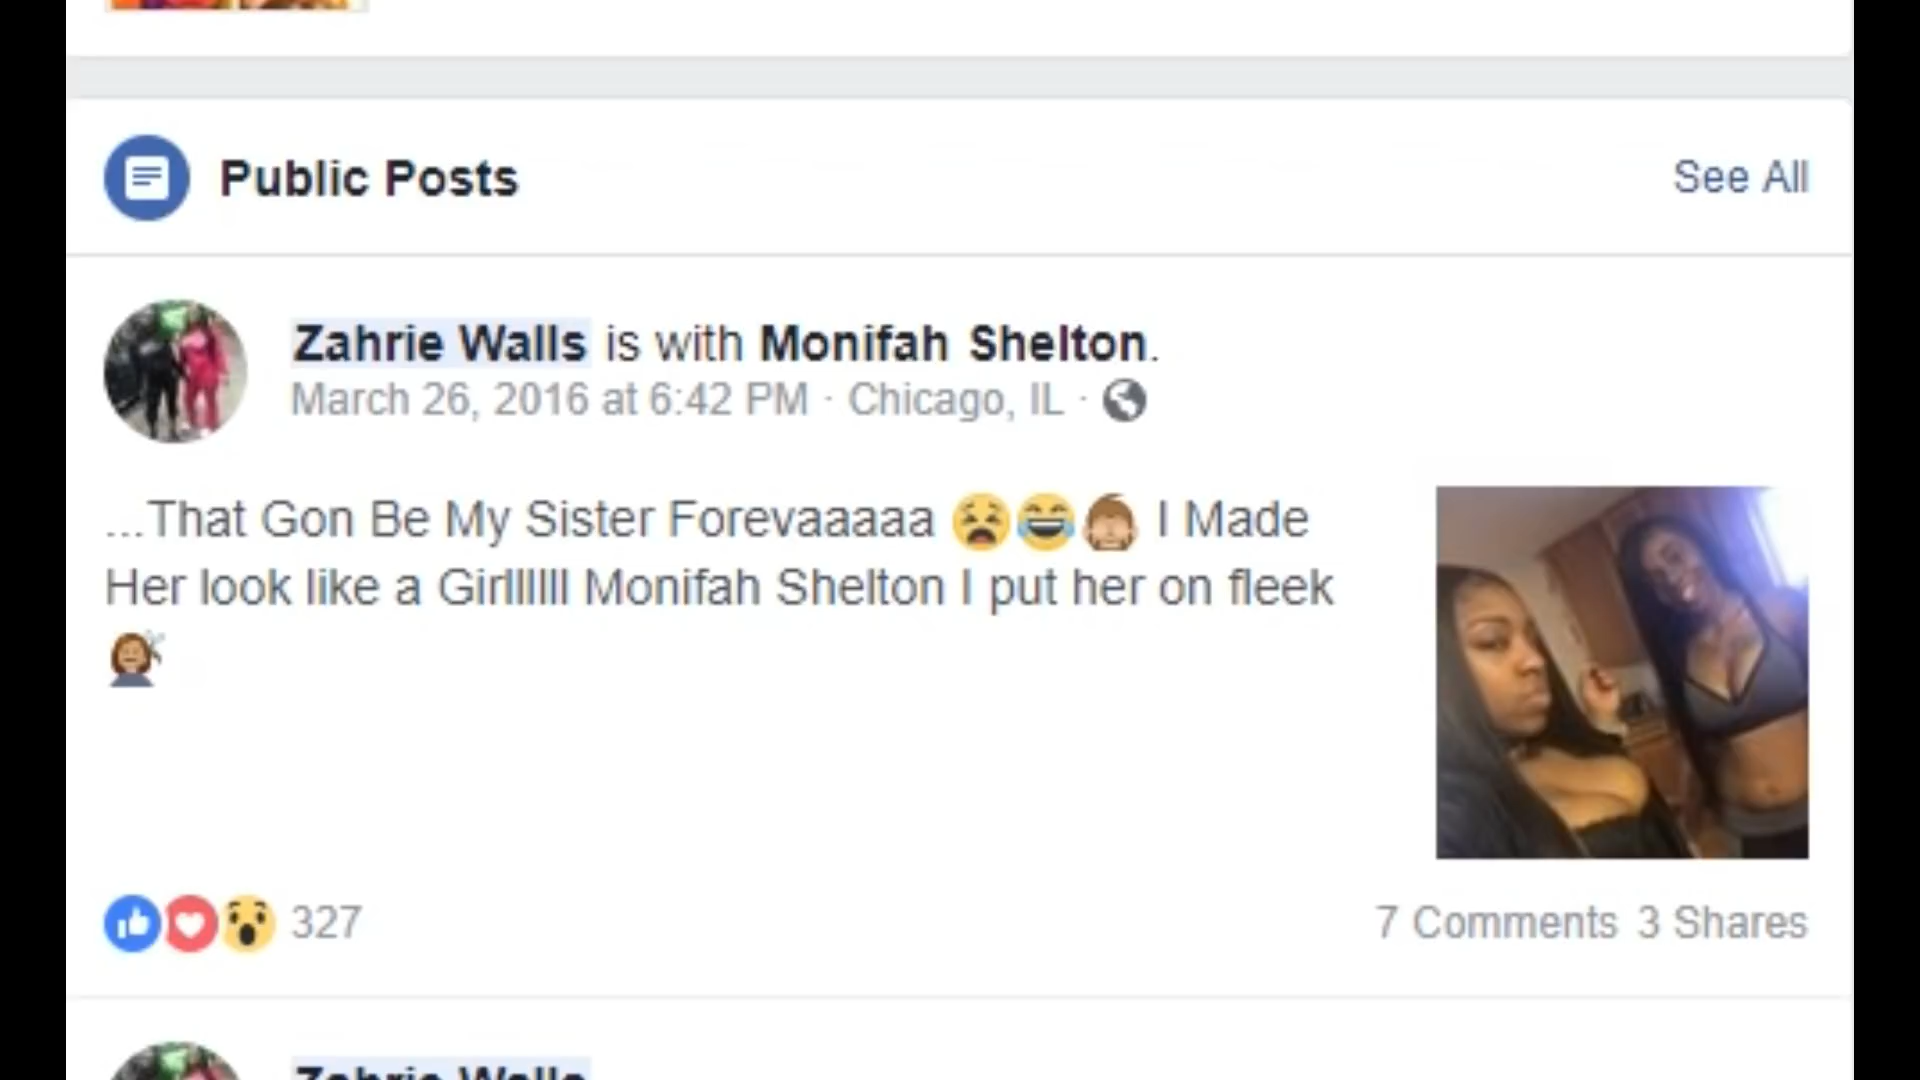 Public Posts
See All
Zahrie Walls is with Monifah Shelton.
March 26, 2016 at 6:42 PM · Chicago, IL ·
...That Gon Be My Sister Forevaaaaa 😫😂🙈 I Made
Her look like a Girllllll Monifah Shelton I put her on fleek
327
7 Comments 3 Shares
Zahrie Walls